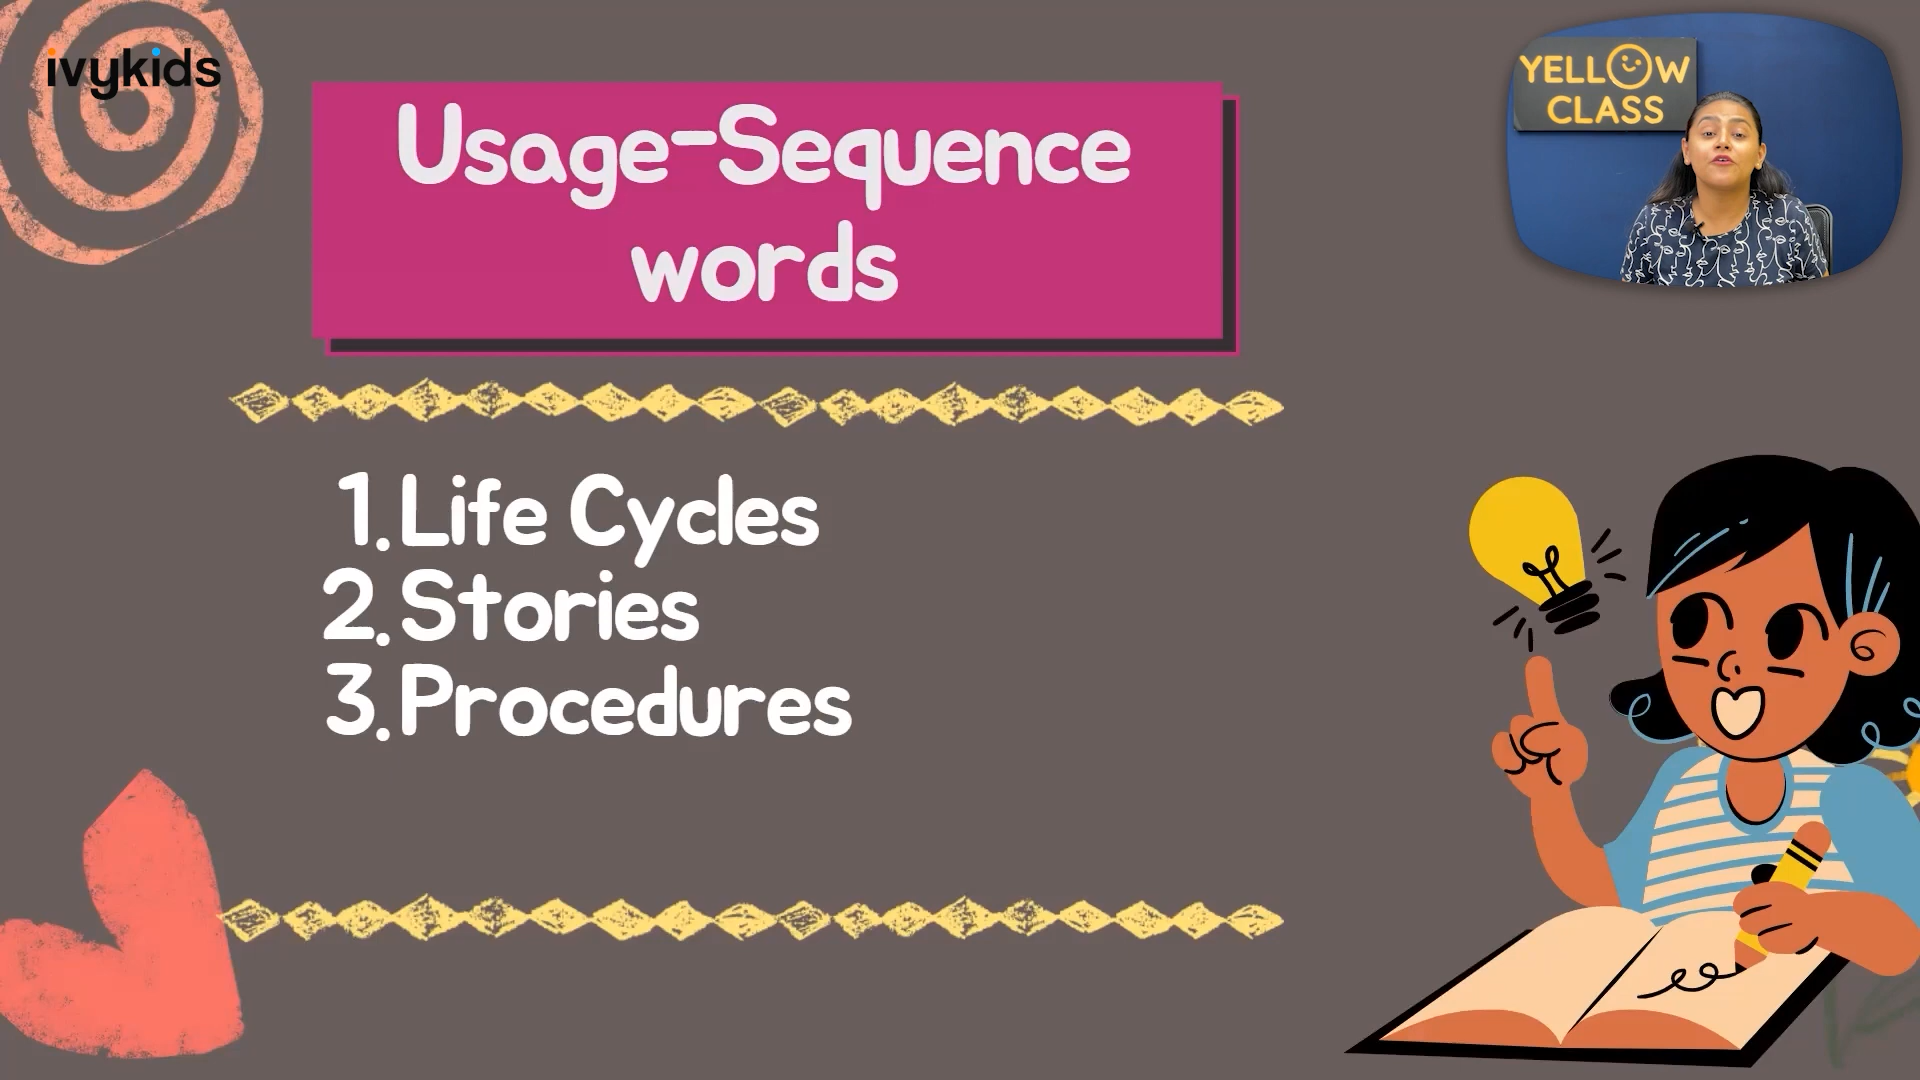 ivykids
YELLOW
CLASS
Usage-Sequence
words
1. Life Cycles
2. Stories
3. Procedures